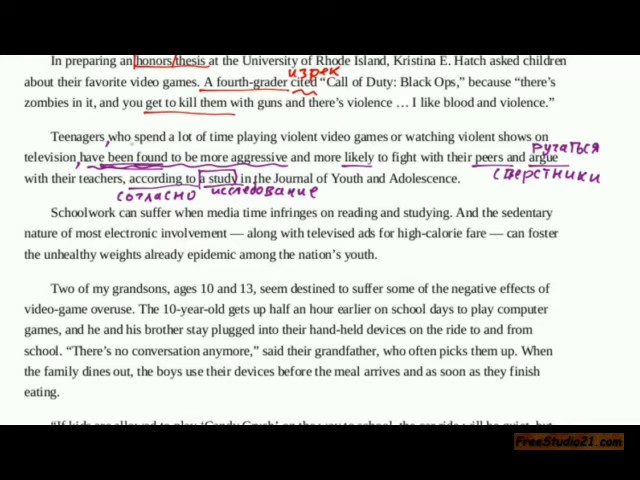 In preparing an honors thesis at the University of Rhode Island, Kristina E. Hatch asked children
изрек
about their favorite video games. A fourth-grader cited “Call of Duty: Black Ops,” because “there’s
zombies in it, and you get to kill them with guns and there’s violence … I like blood and violence.”
Teenagers who spend a lot of time playing violent video games or watching violent shows on
ручаться
television have been found to be more aggressive and more likely to fight with their peers and argue
with their teachers, according to a study in the Journal of Youth and Adolescence.
сверстники
согласно исследование
Schoolwork can suffer when media time infringes on reading and studying. And the sedentary
nature of most electronic involvement — along with televised ads for high-calorie fare — can foster
the unhealthy weights already epidemic among the nation’s youth.
Two of my grandsons, ages 10 and 13, seem destined to suffer some of the negative effects of
video-game overuse. The 10-year-old gets up half an hour earlier on school days to play computer
games, and he and his brother stay plugged into their hand-held devices on the ride to and from
school. “There’s no conversation anymore,” said their grandfather, who often picks them up. When
the family dines out, the boys use their devices before the meal arrives and as soon as they finish
eating.
FreeStudio21.com